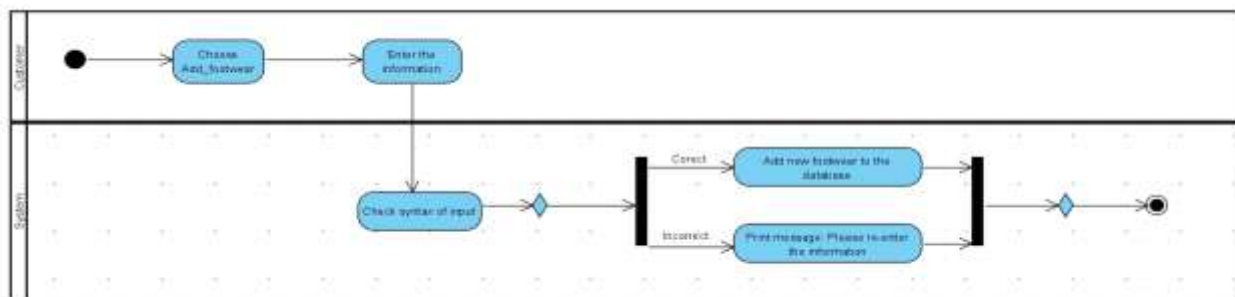 Customer
Choose
Add_footwear
Enter the
information
System
Check syntax of input
Corect
Add new footwear to the
database
Incorrect
Print message: Please re-enter
the information